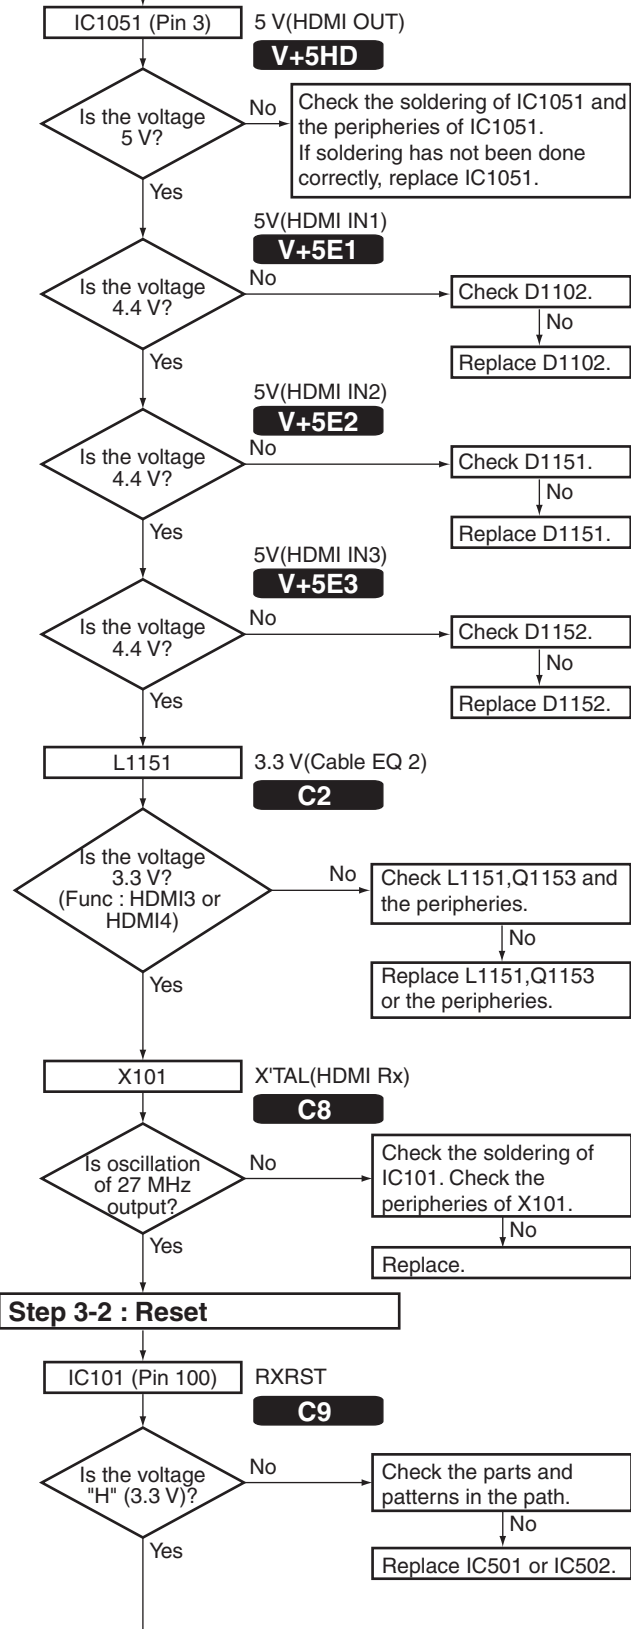 IC1051 (Pin 3)
5 V(HDMI OUT)
V+5HD
Is the voltage
5 V?
No
Check the soldering of IC1051 and
the peripheries of IC1051.
If soldering has not been done
correctly, replace IC1051.
Yes
5V(HDMI IN1)
V+5E1
Is the voltage
4.4 V?
No
Check D1102.
No
Replace D1102.
Yes
5V(HDMI IN2)
V+5E2
Is the voltage
4.4 V?
No
Check D1151.
No
Replace D1151.
Yes
5V(HDMI IN3)
V+5E3
Is the voltage
4.4 V?
No
Check D1152.
No
Replace D1152.
Yes
L1151
3.3 V(Cable EQ 2)
C2
Is the voltage
3.3 V?
(Func : HDMI3 or
HDMI4)
No
Check L1151,Q1153 and
the peripheries.
No
Replace L1151,Q1153
or the peripheries.
Yes
X101
X'TAL(HDMI Rx)
C8
Is oscillation
of 27 MHz
output?
No
Check the soldering of
IC101. Check the
peripheries of X101.
No
Replace.
Yes
Step 3-2 : Reset
IC101 (Pin 100)
RXRST
C9
Is the voltage
"H" (3.3 V)?
No
Check the parts and
patterns in the path.
No
Replace IC501 or IC502.
Yes